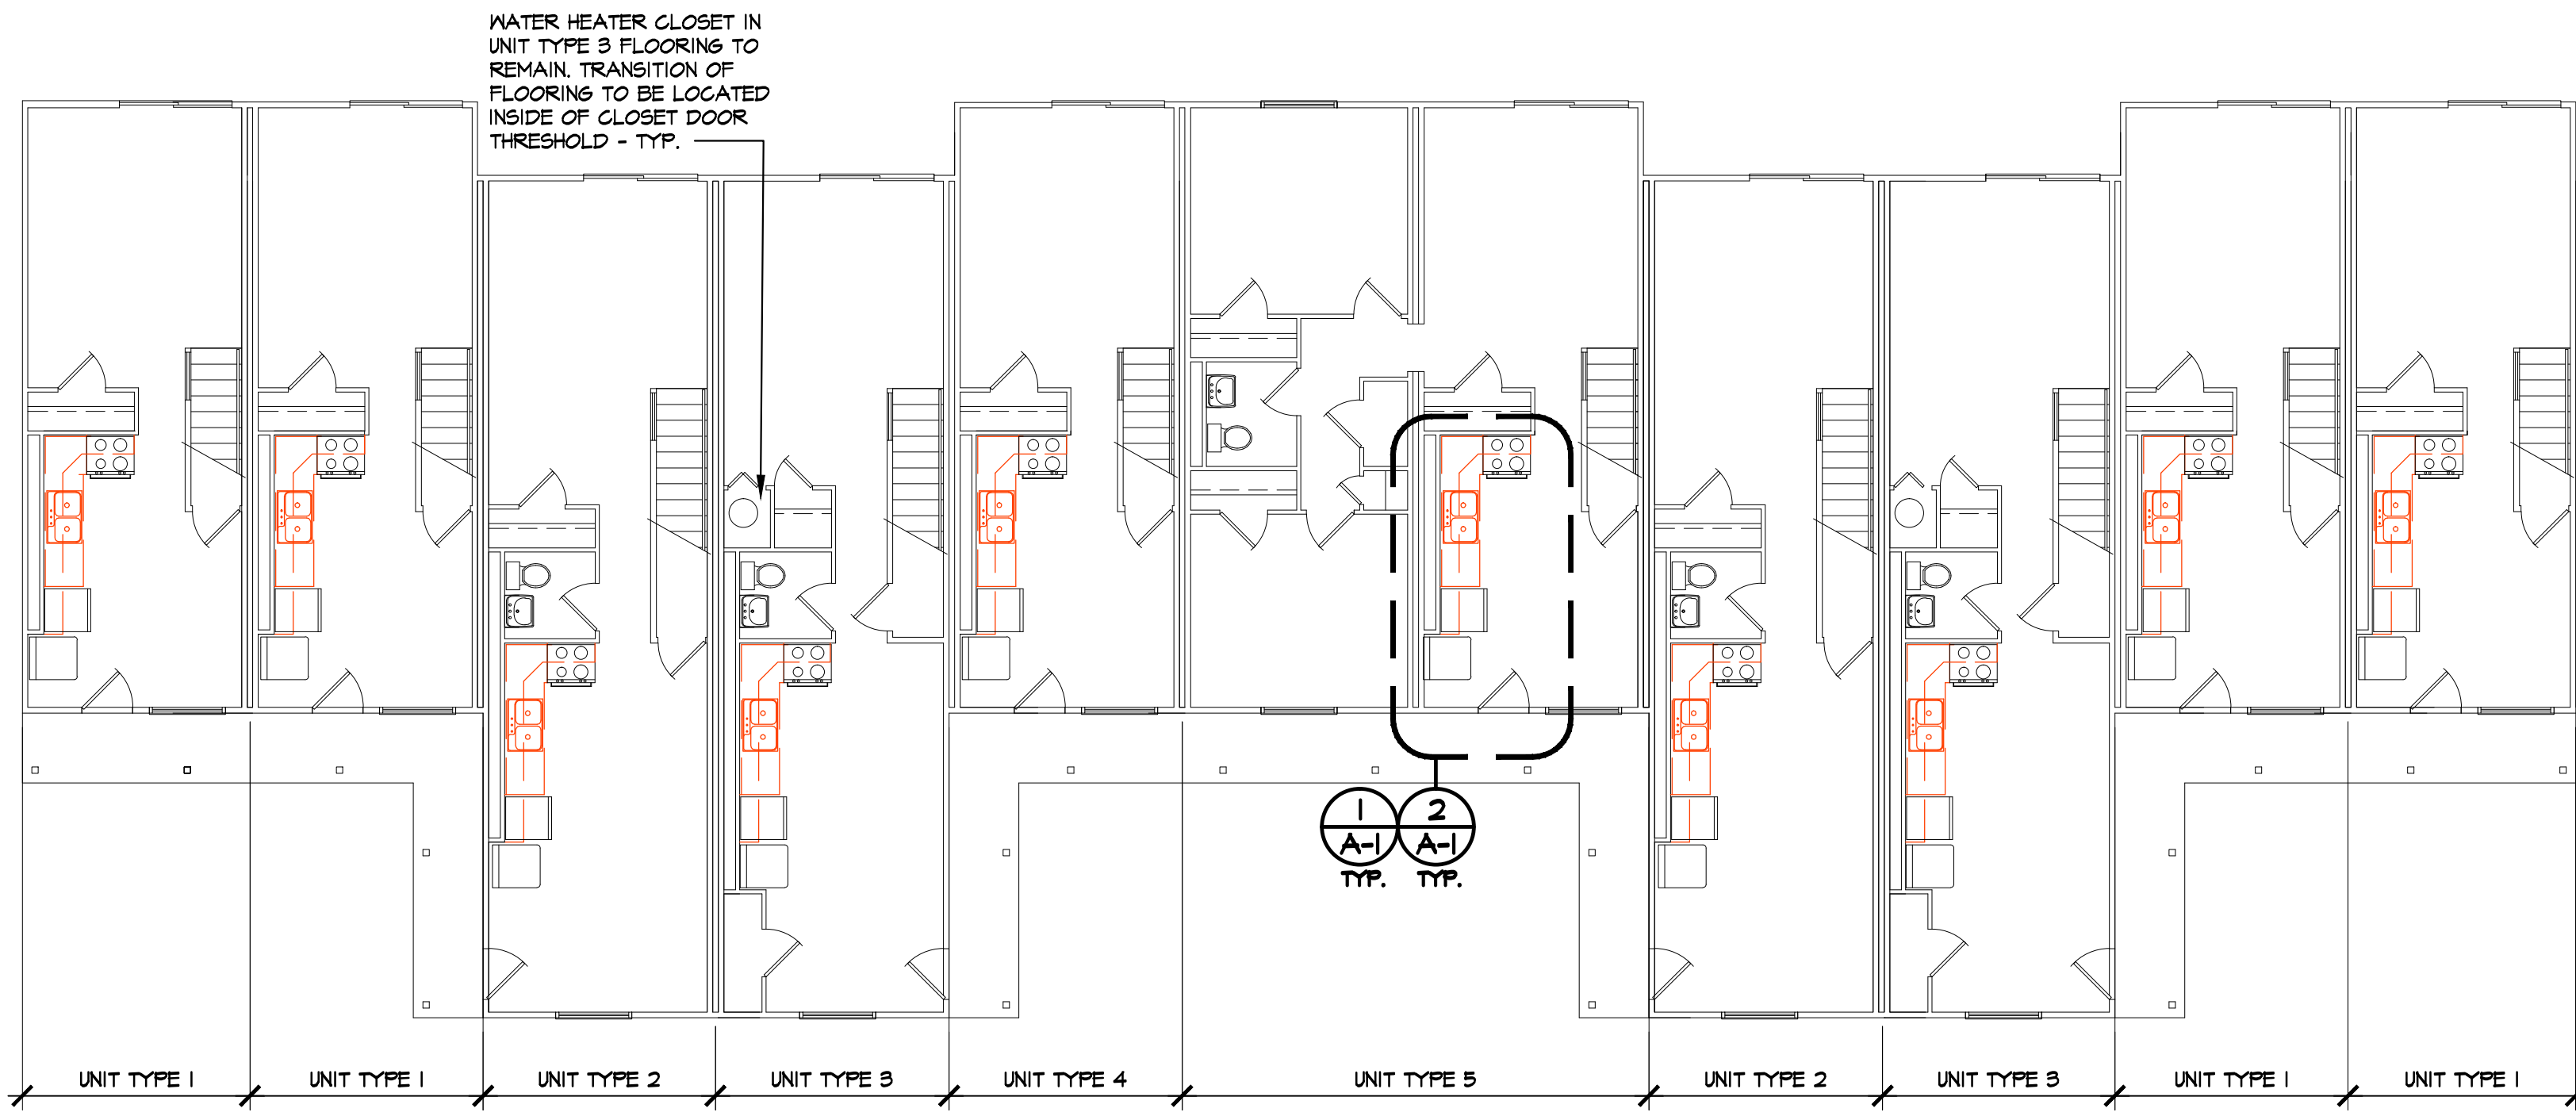 WATER HEATER CLOSET IN
UNIT TYPE 3 FLOORING TO
REMAIN. TRANSITION OF
FLOORING TO BE LOCATED
INSIDE OF CLOSET DOOR
THRESHOLD - TYP.
1 2
A-1 A-1
TYP. TYP.
UNIT TYPE 1 UNIT TYPE 1 UNIT TYPE 2 UNIT TYPE 3 UNIT TYPE 4 UNIT TYPE 5 UNIT TYPE 2 UNIT TYPE 3 UNIT TYPE 1 UNIT TYPE 1